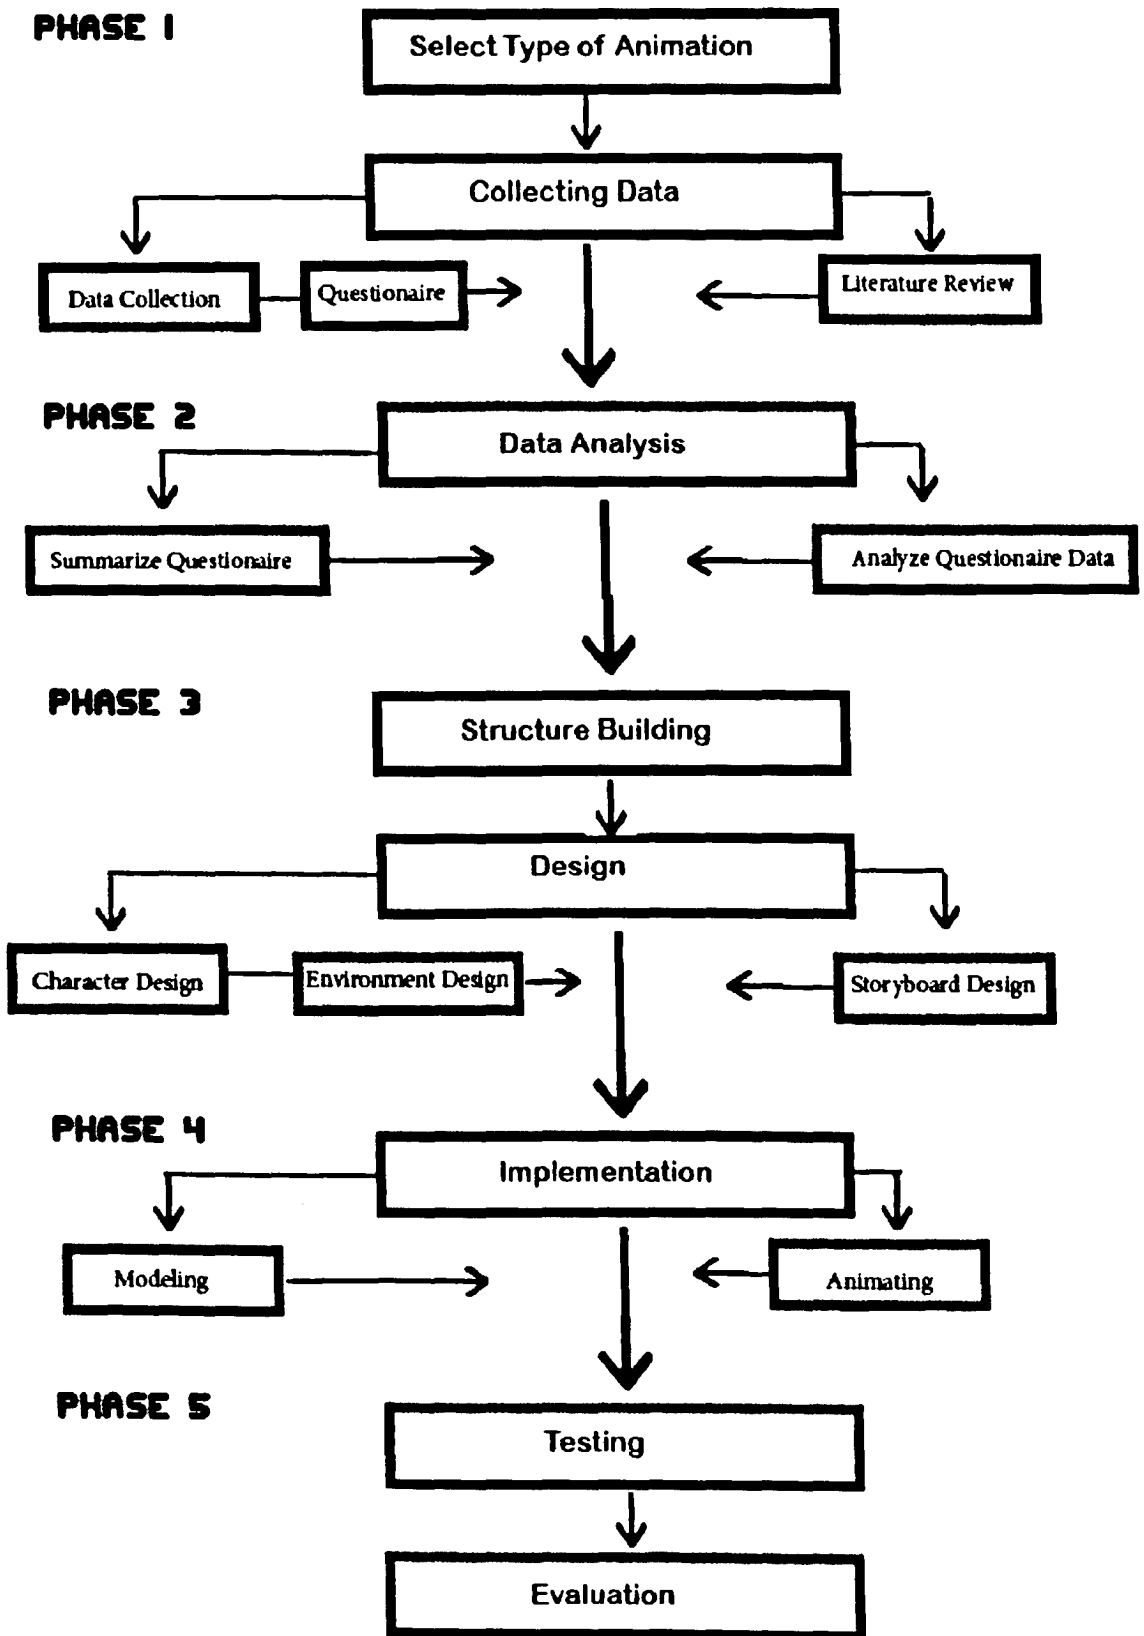 PHASE 1
Select Type of Animation
Collecting Data
Data Collection
Questionaire
Literature Review
PHASE 2
Data Analysis
Summarize Questionaire
Analyze Questionaire Data
PHASE 3
Structure Building
Design
Character Design
Environment Design
Storyboard Design
PHASE 4
Implementation
Modeling
Animating
PHASE 5
Testing
Evaluation